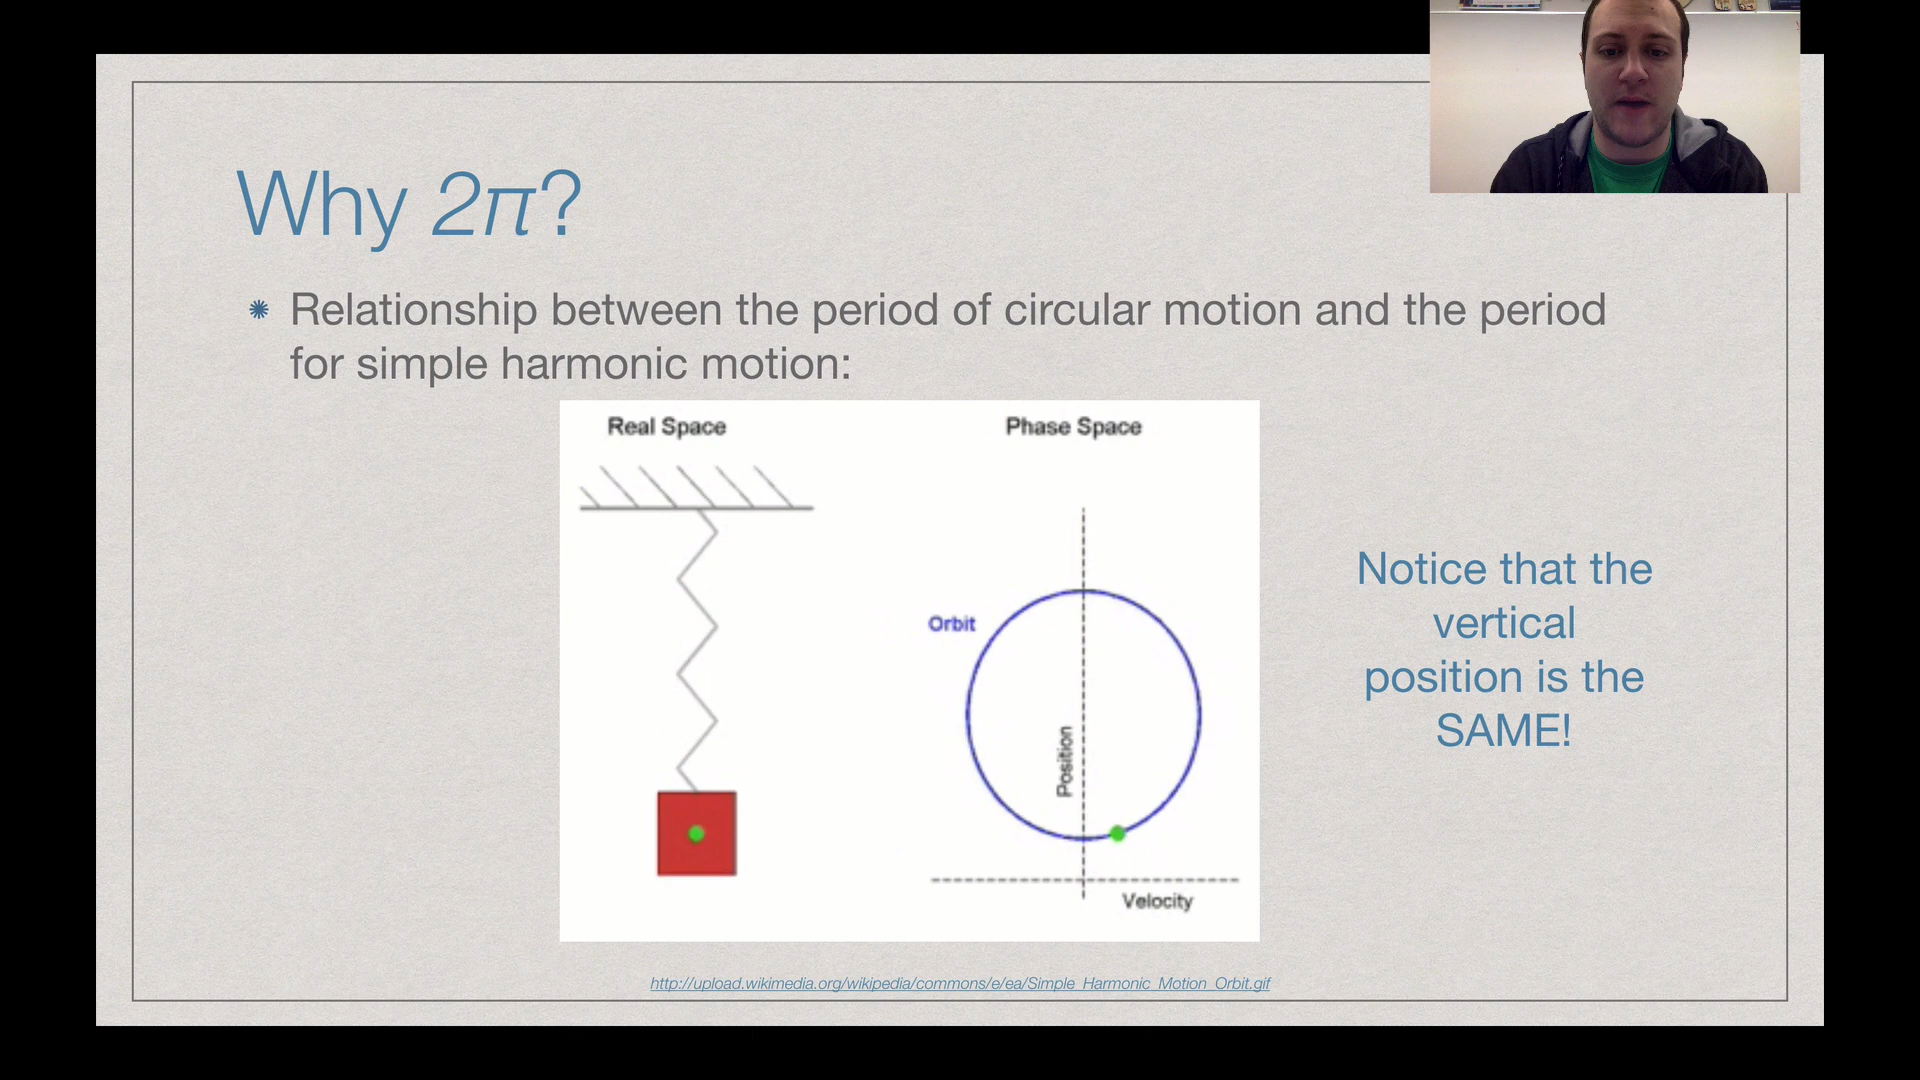 Why 2π?
Relationship between the period of circular motion and the period
for simple harmonic motion:
Real Space
Phase Space
Orbit
Position
Velocity
Notice that the
vertical
position is the
SAME!
http://upload.wikimedia.org/wikipedia/commons/e/ea/Simple_Harmonic_Motion_Orbit.gif